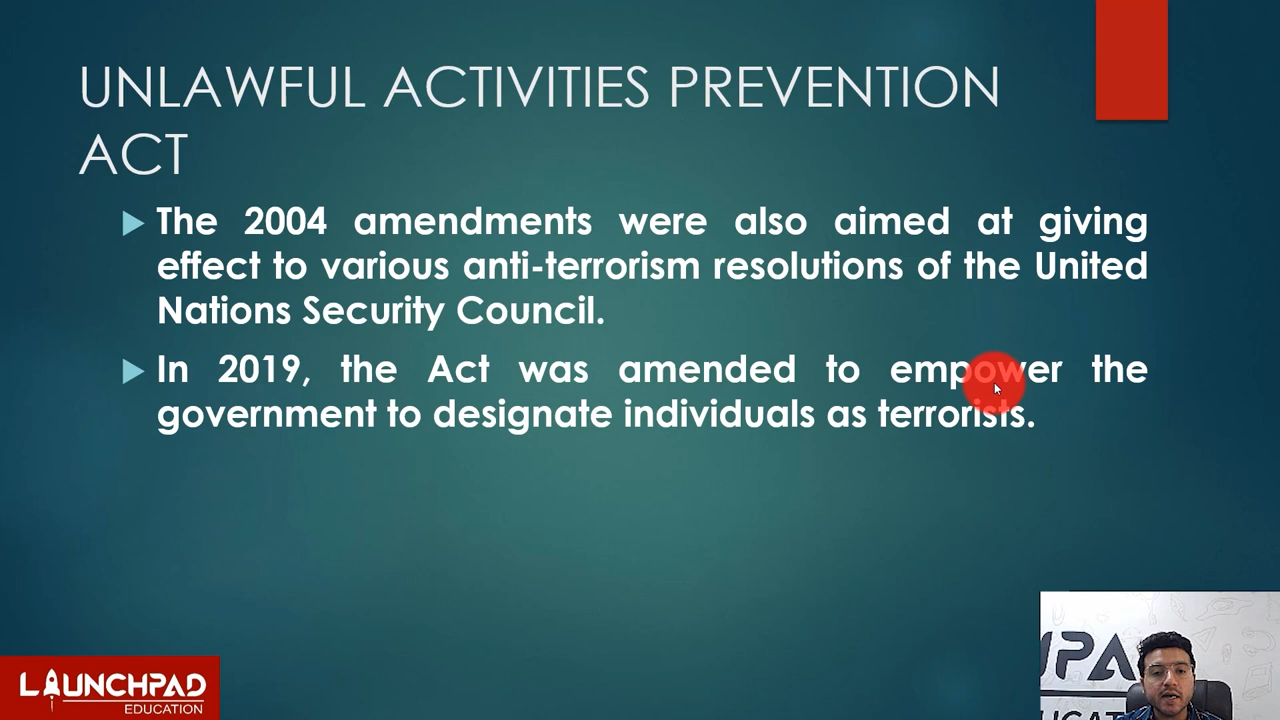 UNLAWFUL ACTIVITIES PREVENTION
ACT
The 2004 amendments were also aimed at giving
effect to various anti-terrorism resolutions of the United
Nations Security Council.
In 2019, the Act was amended to empower the
government to designate individuals as terrorists.
LAUNCHPAD
EDUCATION